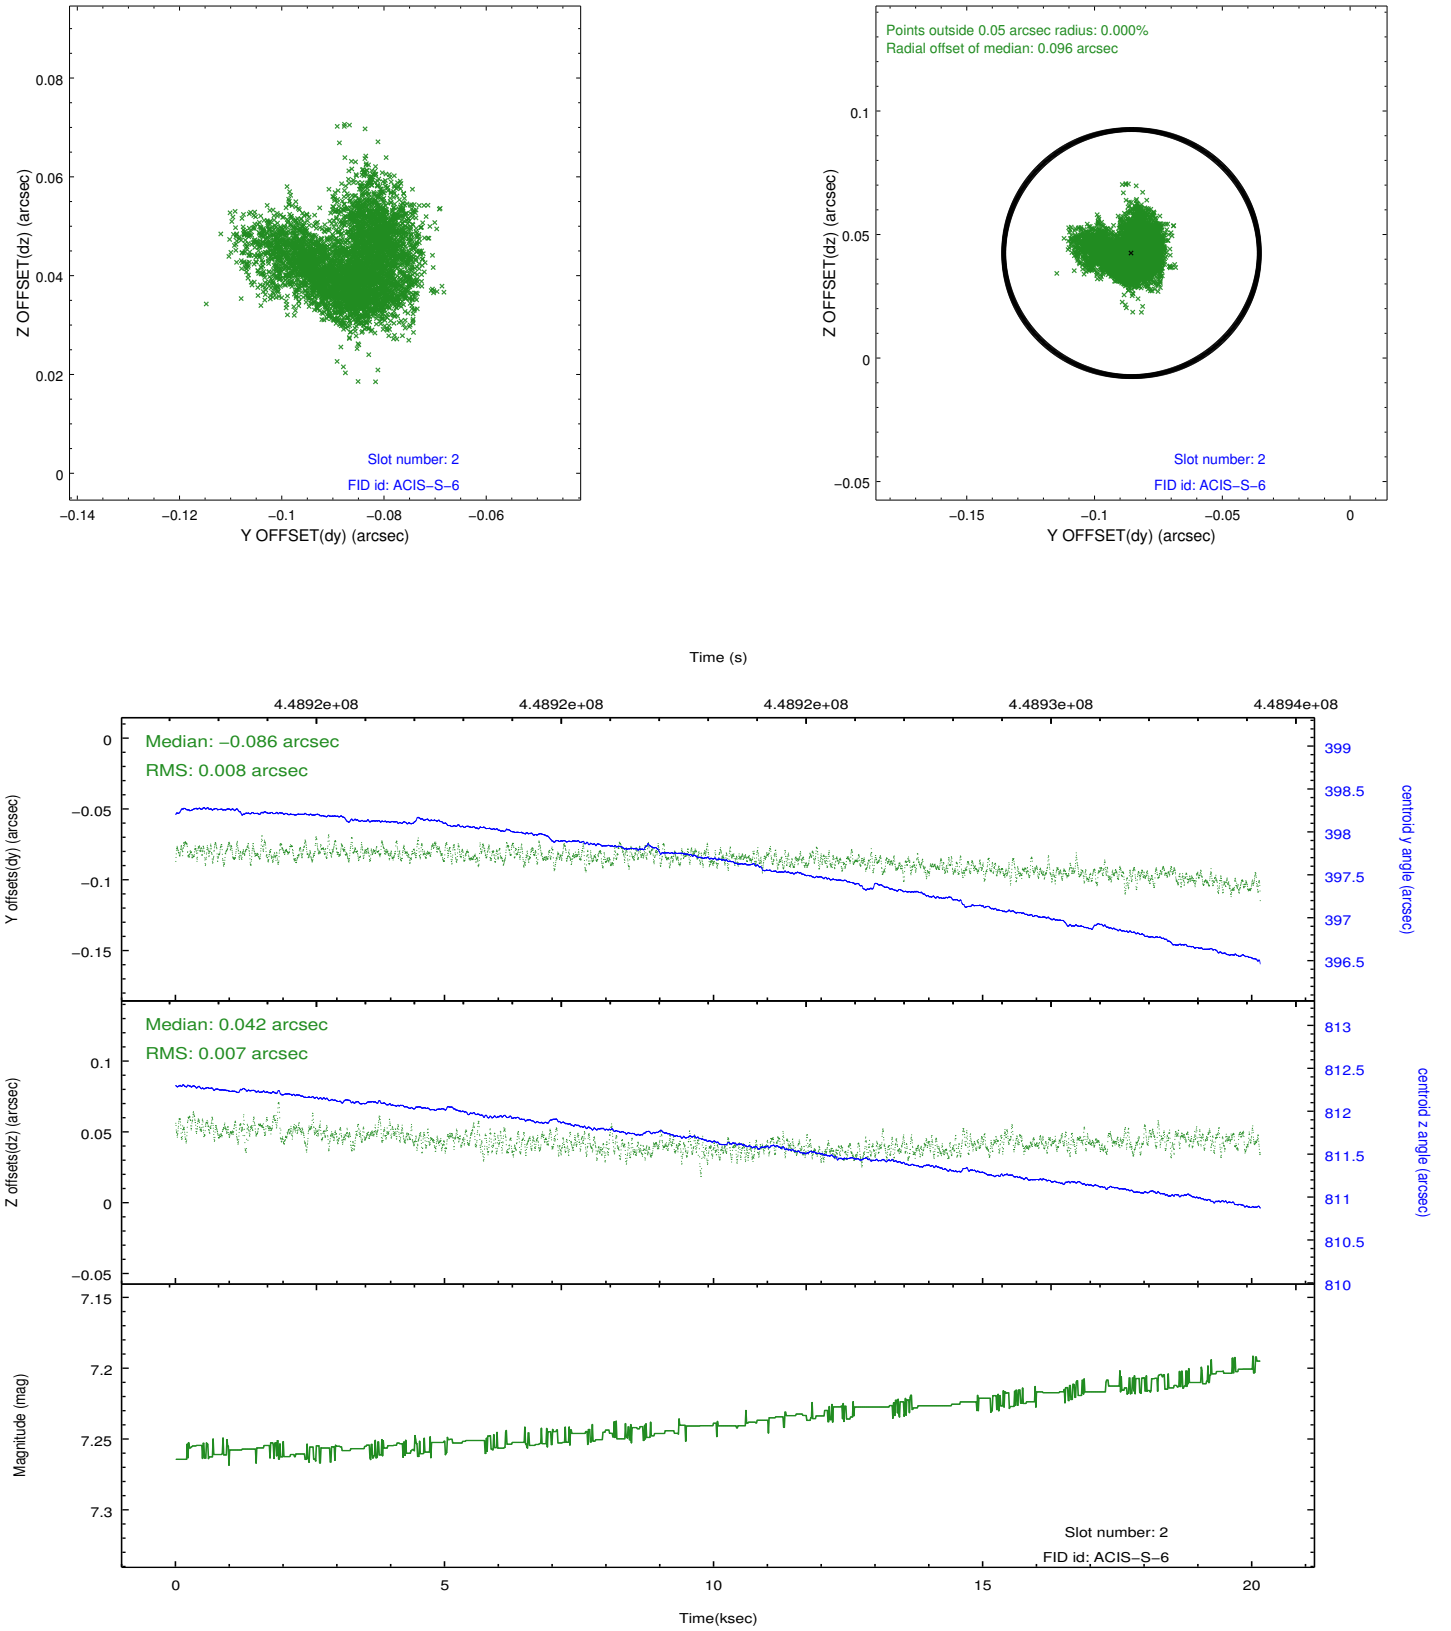 0.08
0.06
0.04
0.02
0
Z OFFSET(dz) (arcsec)
Slot number: 2
FID id: ACIS−S−6
−0.14 −0.12 −0.1 −0.08 −0.06
Y OFFSET(dy) (arcsec)
Points outside 0.05 arcsec radius: 0.000%
Radial offset of median: 0.096 arcsec
0.1
0.05
0
−0.05
Z OFFSET(dz) (arcsec)
Slot number: 2
FID id: ACIS−S−6
−0.15 −0.1 −0.05 0
Y OFFSET(dy) (arcsec)
Time (s)
4.4892e+08 4.4892e+08 4.4892e+08 4.4893e+08 4.4894e+08
Median: −0.086 arcsec
RMS: 0.008 arcsec
0
−0.05
−0.1
−0.15
Y offsets(dy) (arcsec)
399
398.5
398
397.5
397
396.5
centroid y angle (arcsec)
Median: 0.042 arcsec
RMS: 0.007 arcsec
0.1
0.05
0
−0.05
Z offsets(dz) (arcsec)
813
812.5
812
811.5
811
810.5
810
centroid z angle (arcsec)
7.15
7.2
7.25
7.3
Magnitude (mag)
Slot number: 2
FID id: ACIS−S−6
0 5 10 15 20
Time(ksec)